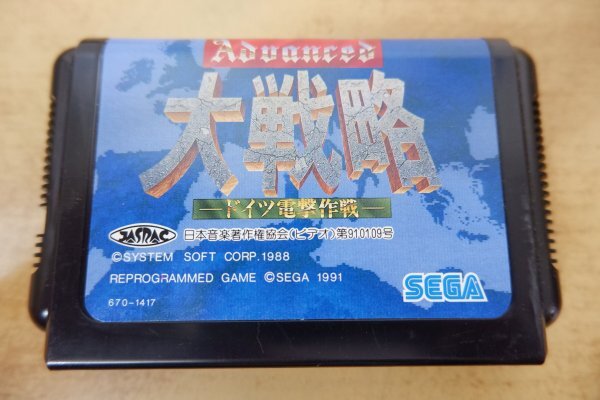 Advanced
大戦略
─ドイツ電撃作戦─
JASRAC 日本音楽著作権協会(ビデオ)第910109号
©SYSTEM SOFT CORP. 1988
REPROGRAMMED GAME ©SEGA 1991
670-1417
SEGA